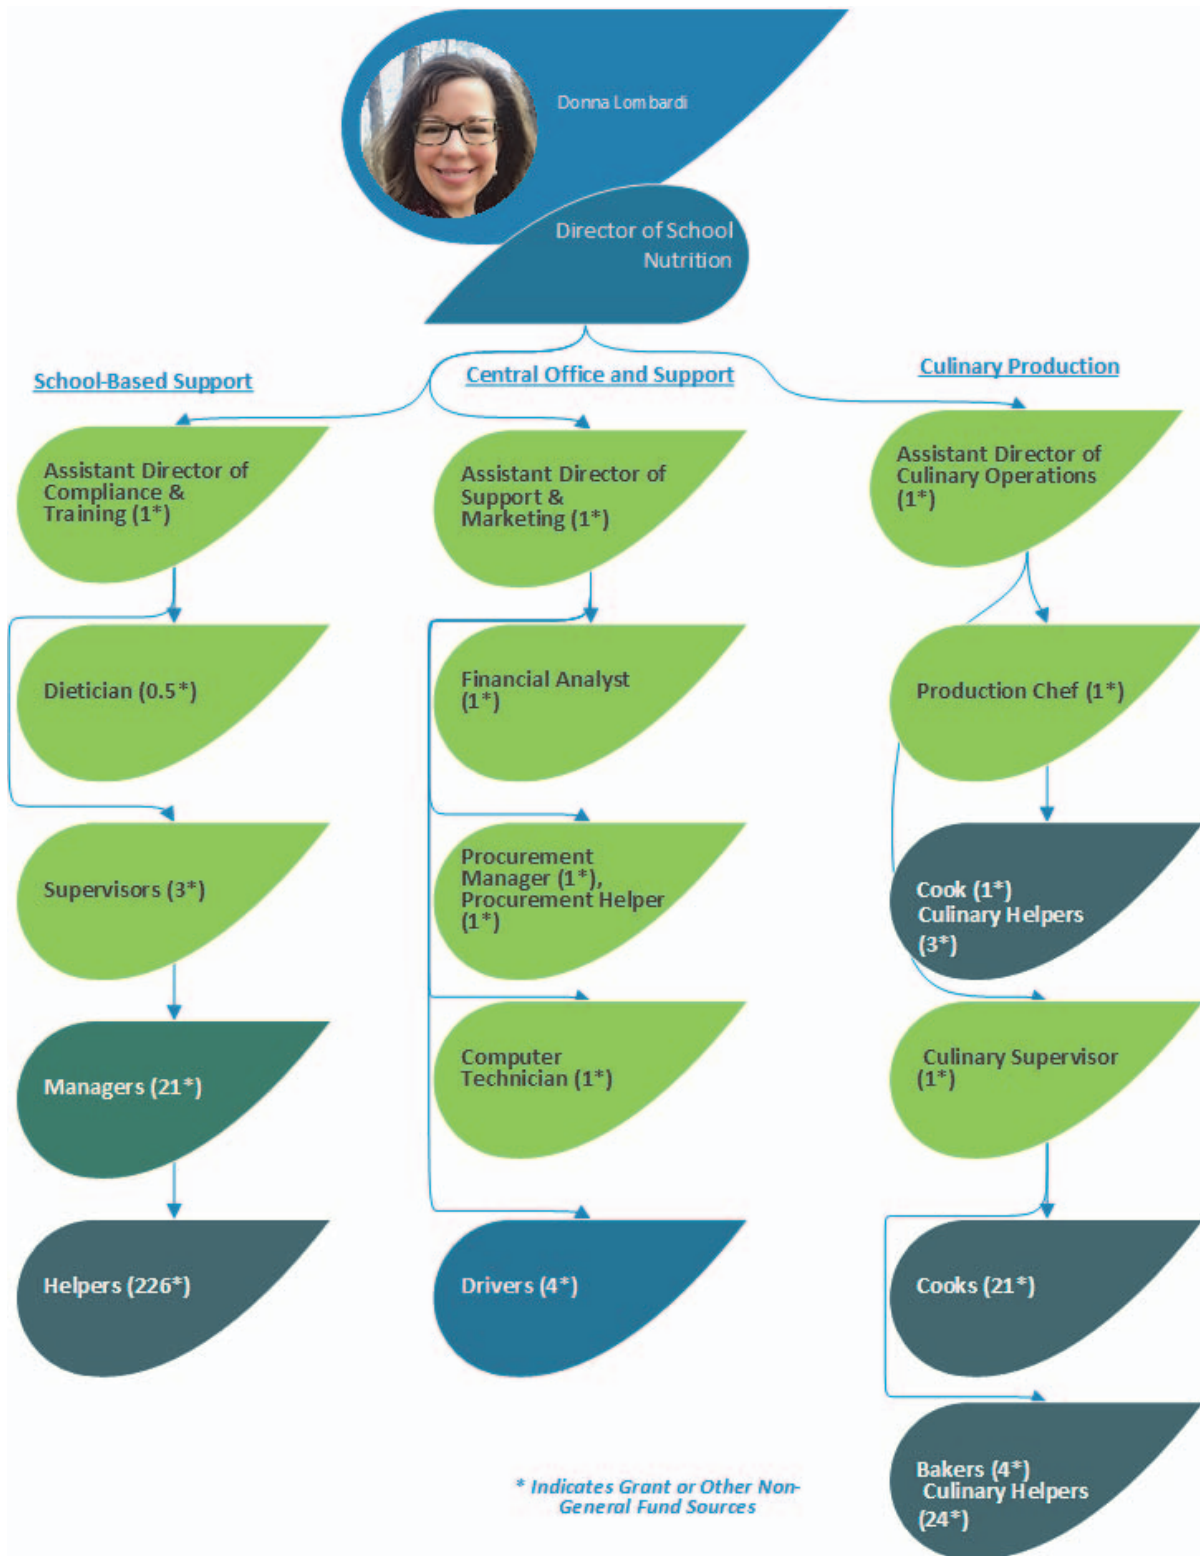 Donna Lombardi
Director of School
Nutrition
School-Based Support
Central Office and Support
Culinary Production
Assistant Director of
Compliance &
Training (1*)
Assistant Director of
Support &
Marketing (1*)
Assistant Director of
Culinary Operations
(1*)
Dietician (0.5*)
Financial Analyst
(1*)
Production Chef (1*)
Supervisors (3*)
Procurement
Manager (1*),
Procurement Helper
(1*)
Cook (1*)
Culinary Helpers
(3*)
Managers (21*)
Computer
Technician (1*)
Culinary Supervisor
(1*)
Helpers (226*)
Drivers (4*)
Cooks (21*)
Bakers (4*)
Culinary Helpers
(24*)
* Indicates Grant or Other Non-
General Fund Sources